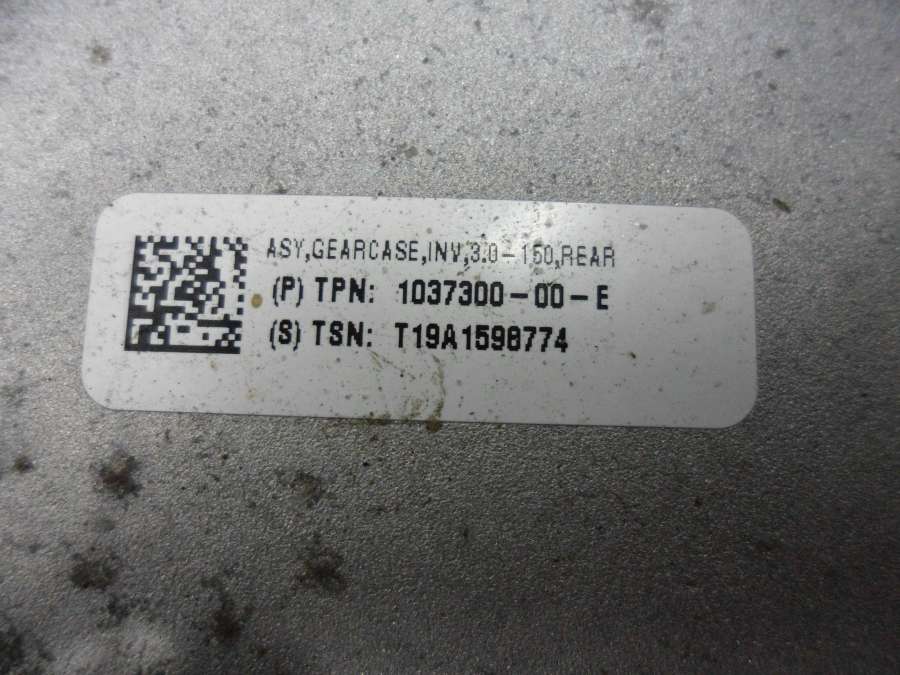 ASY,GEARCASE,INV,3.0-150,REAR
(P) TPN: 1037300-00-E
(S) TSN: T19A1598774